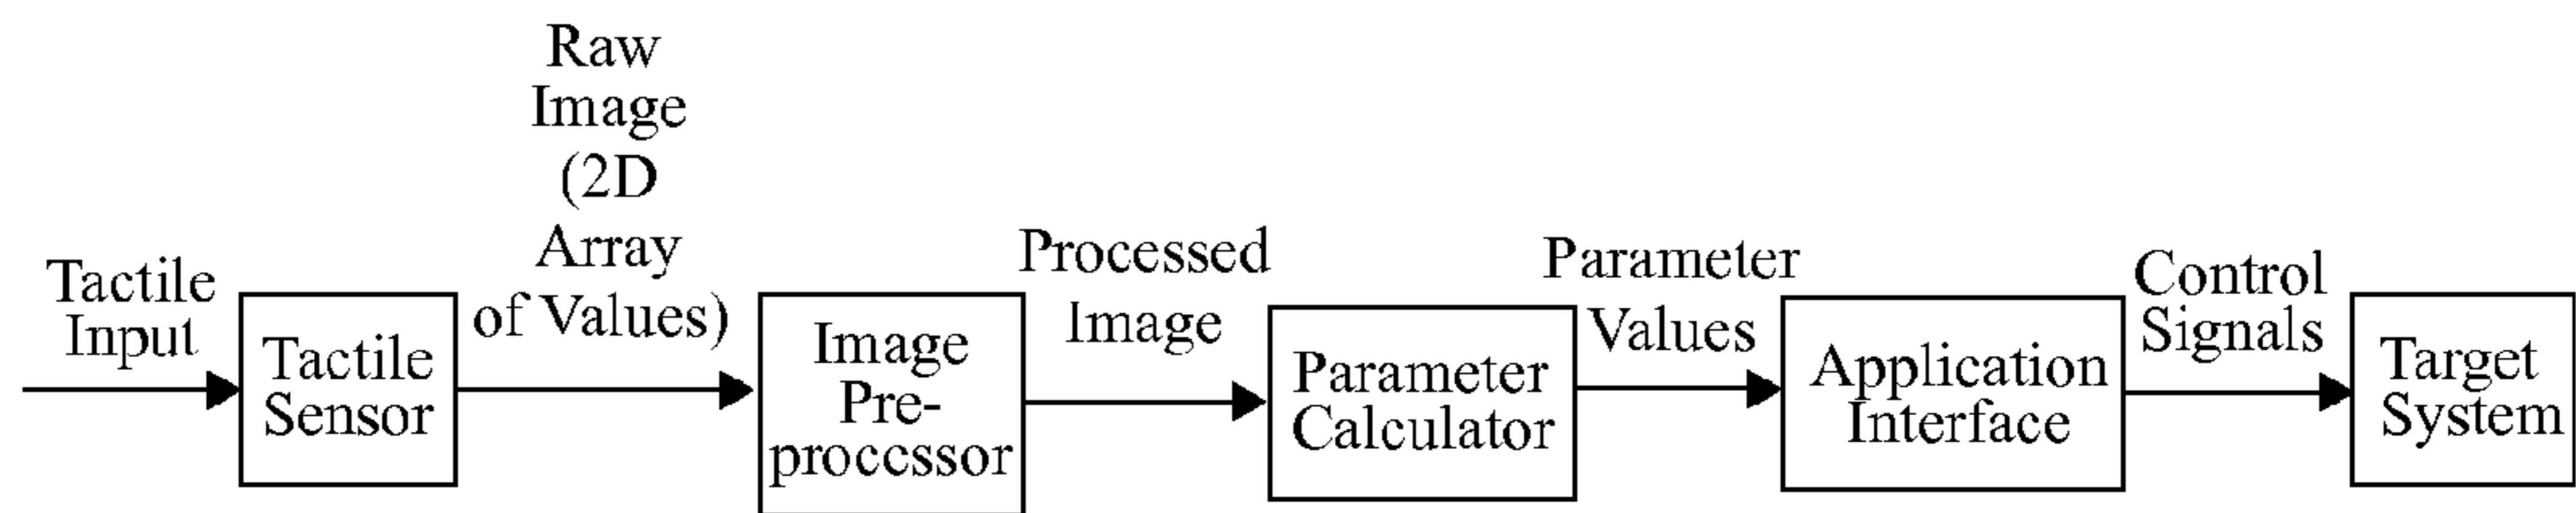 Tactile
Input
Tactile
Sensor
Raw
Image
(2D
Array
of Values)
Image
Pre-
processor
Processed
Image
Parameter
Calculator
Parameter
Values
Application
Interface
Control
Signals
Target
System